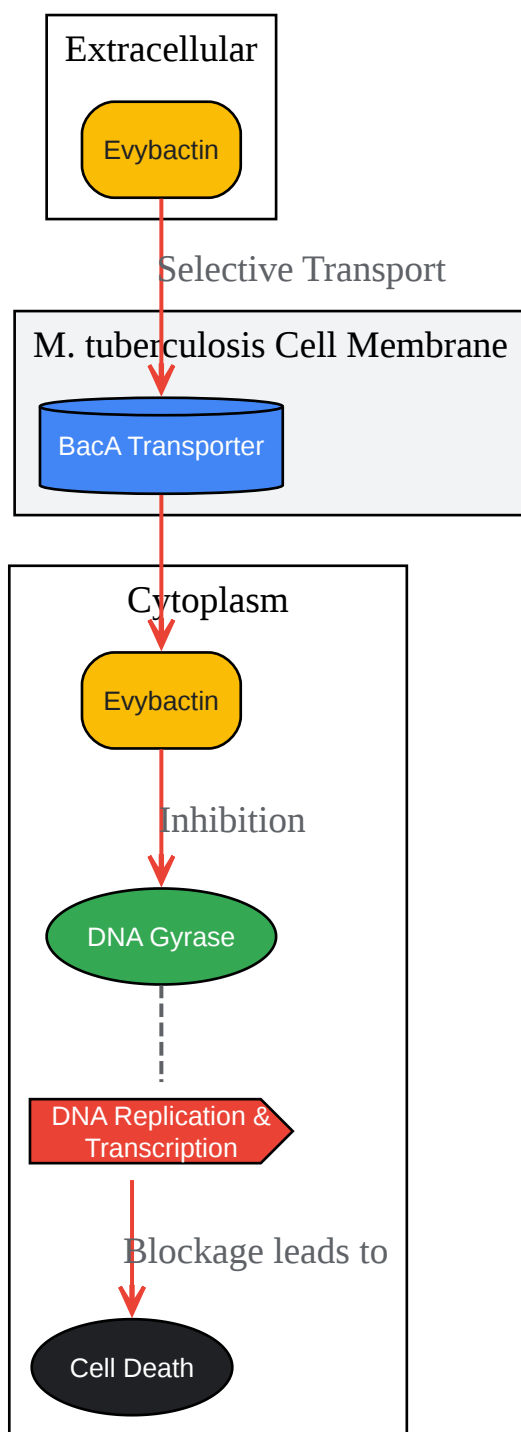 Extracellular
Evybactin
Selective Transport
M. tuberculosis Cell Membrane
BacA Transporter
Cytoplasm
Evybactin
Inhibition
DNA Gyrase
DNA Replication &
Transcription
Blockage leads to
Cell Death